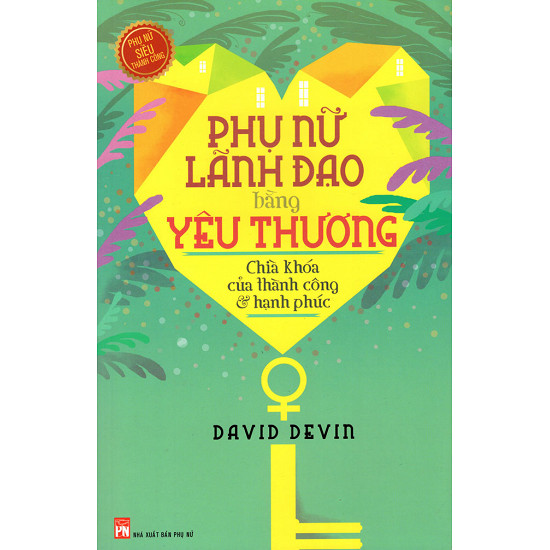 PHỤ NỮ
SIÊU
THÀNH CÔNG
PHỤ NỮ
LÃNH ĐẠO
bằng
YÊU THƯƠNG
Chìa khóa
của thành công
& hạnh phúc
DAVID DEVIN
PN
NHÀ XUẤT BẢN PHỤ NỮ